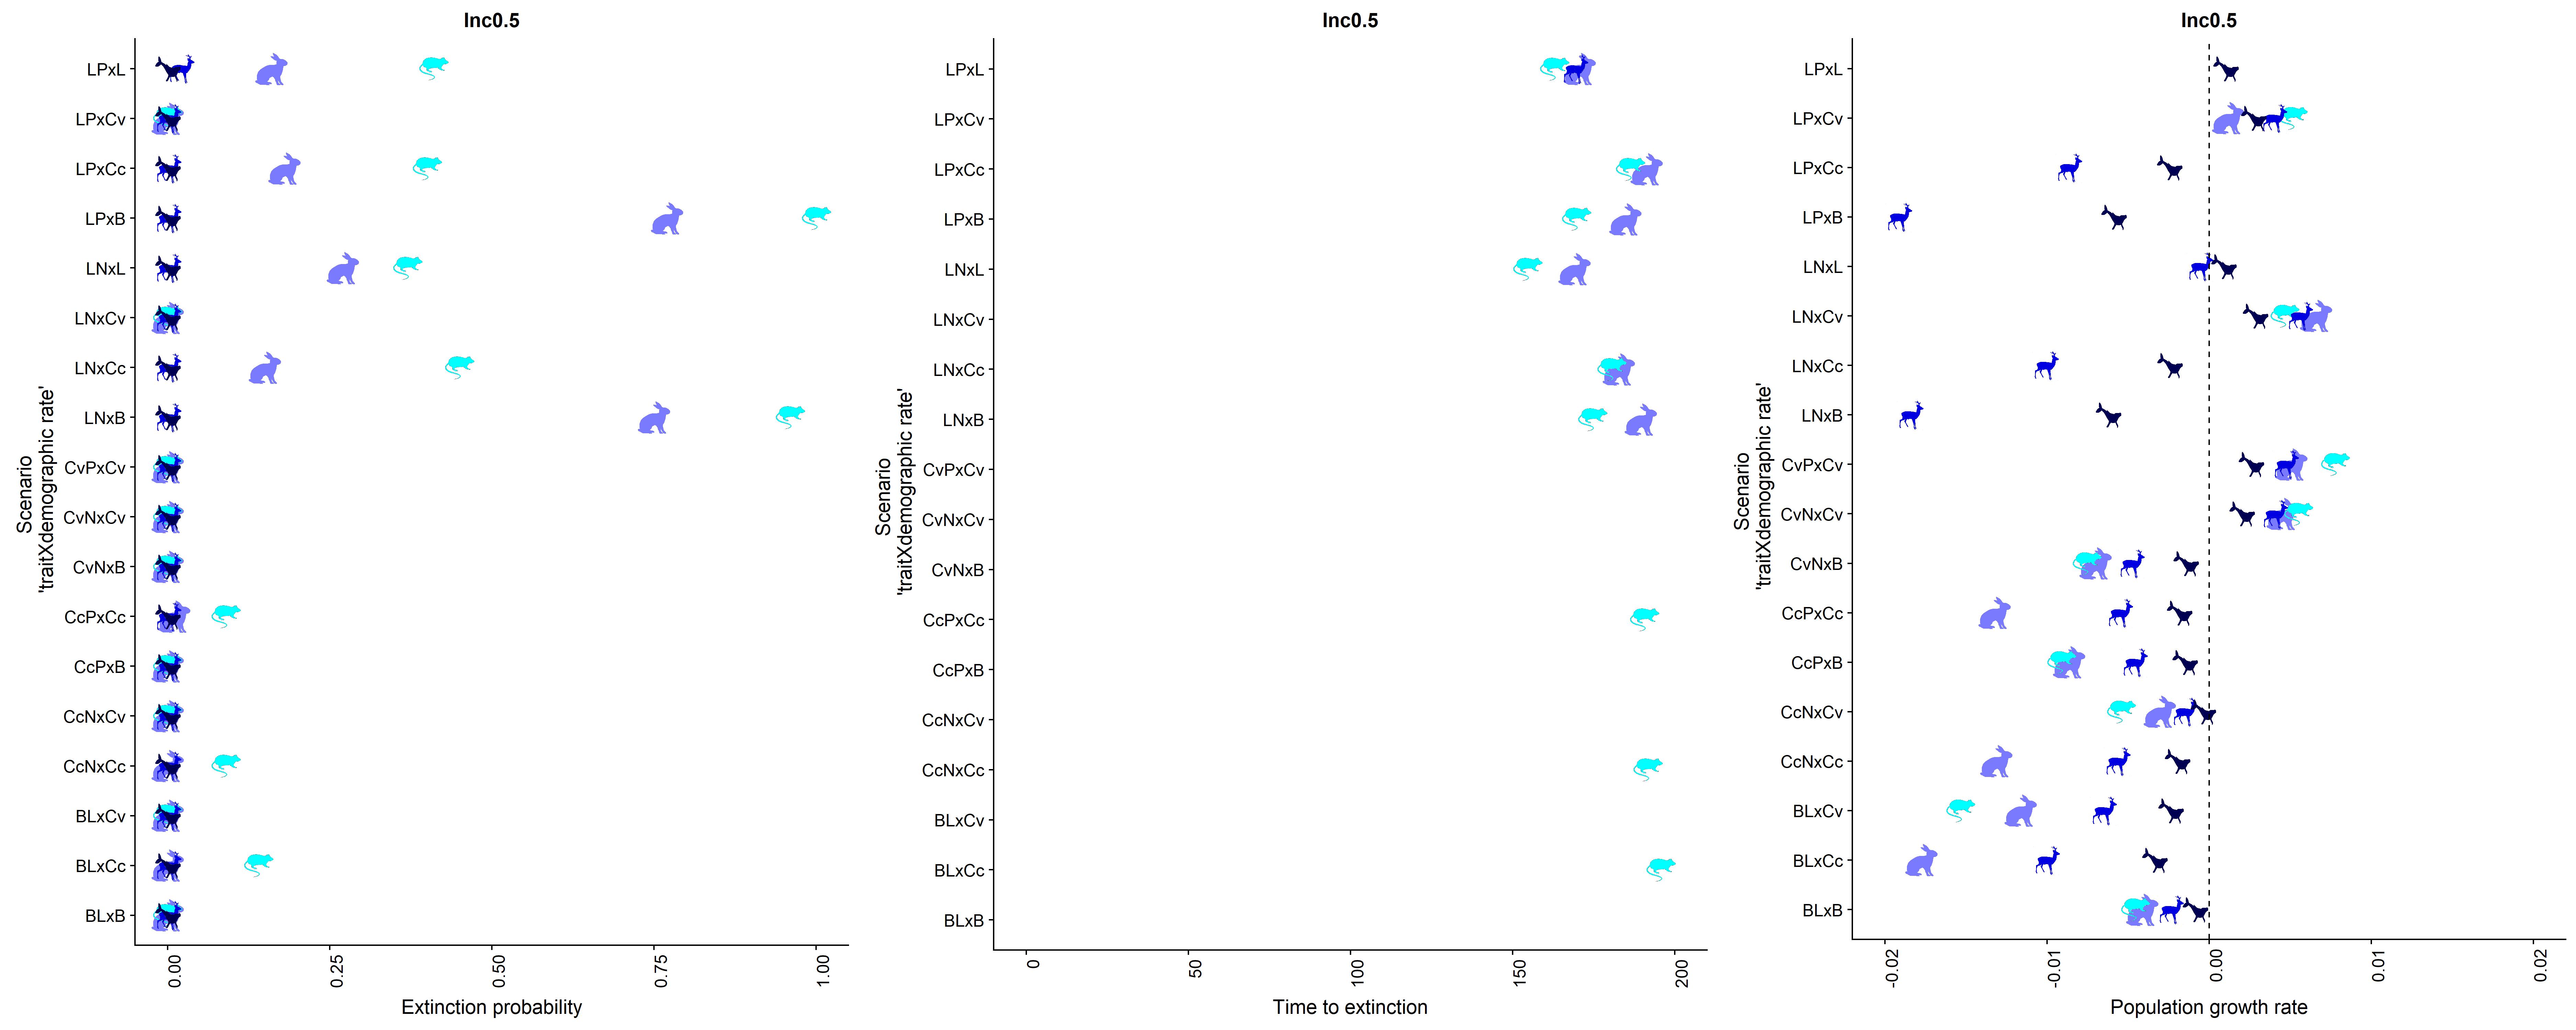 Inc0.5
LPxL
LPxCv
LPxCc
LPxB
LNxL
LNxCv
LNxCc
LNxB
CvPxCv
CvNxCv
CvNxB
CcPxCc
CcPxB
CcNxCv
CcNxCc
BLxCv
BLxCc
BLxB
Scenario
'traitXdemographic rate'
0.00
0.25
0.50
0.75
1.00
Extinction probability
Inc0.5
LPxL
LPxCv
LPxCc
LPxB
LNxL
LNxCv
LNxCc
LNxB
CvPxCv
CvNxCv
CvNxB
CcPxCc
CcPxB
CcNxCv
CcNxCc
BLxCv
BLxCc
BLxB
Scenario
'traitXdemographic rate'
0
50
100
150
200
Time to extinction
Inc0.5
LPxL
LPxCv
LPxCc
LPxB
LNxL
LNxCv
LNxCc
LNxB
CvPxCv
CvNxCv
CvNxB
CcPxCc
CcPxB
CcNxCv
CcNxCc
BLxCv
BLxCc
BLxB
Scenario
'traitXdemographic rate'
-0.02
-0.01
0.00
0.01
0.02
Population growth rate